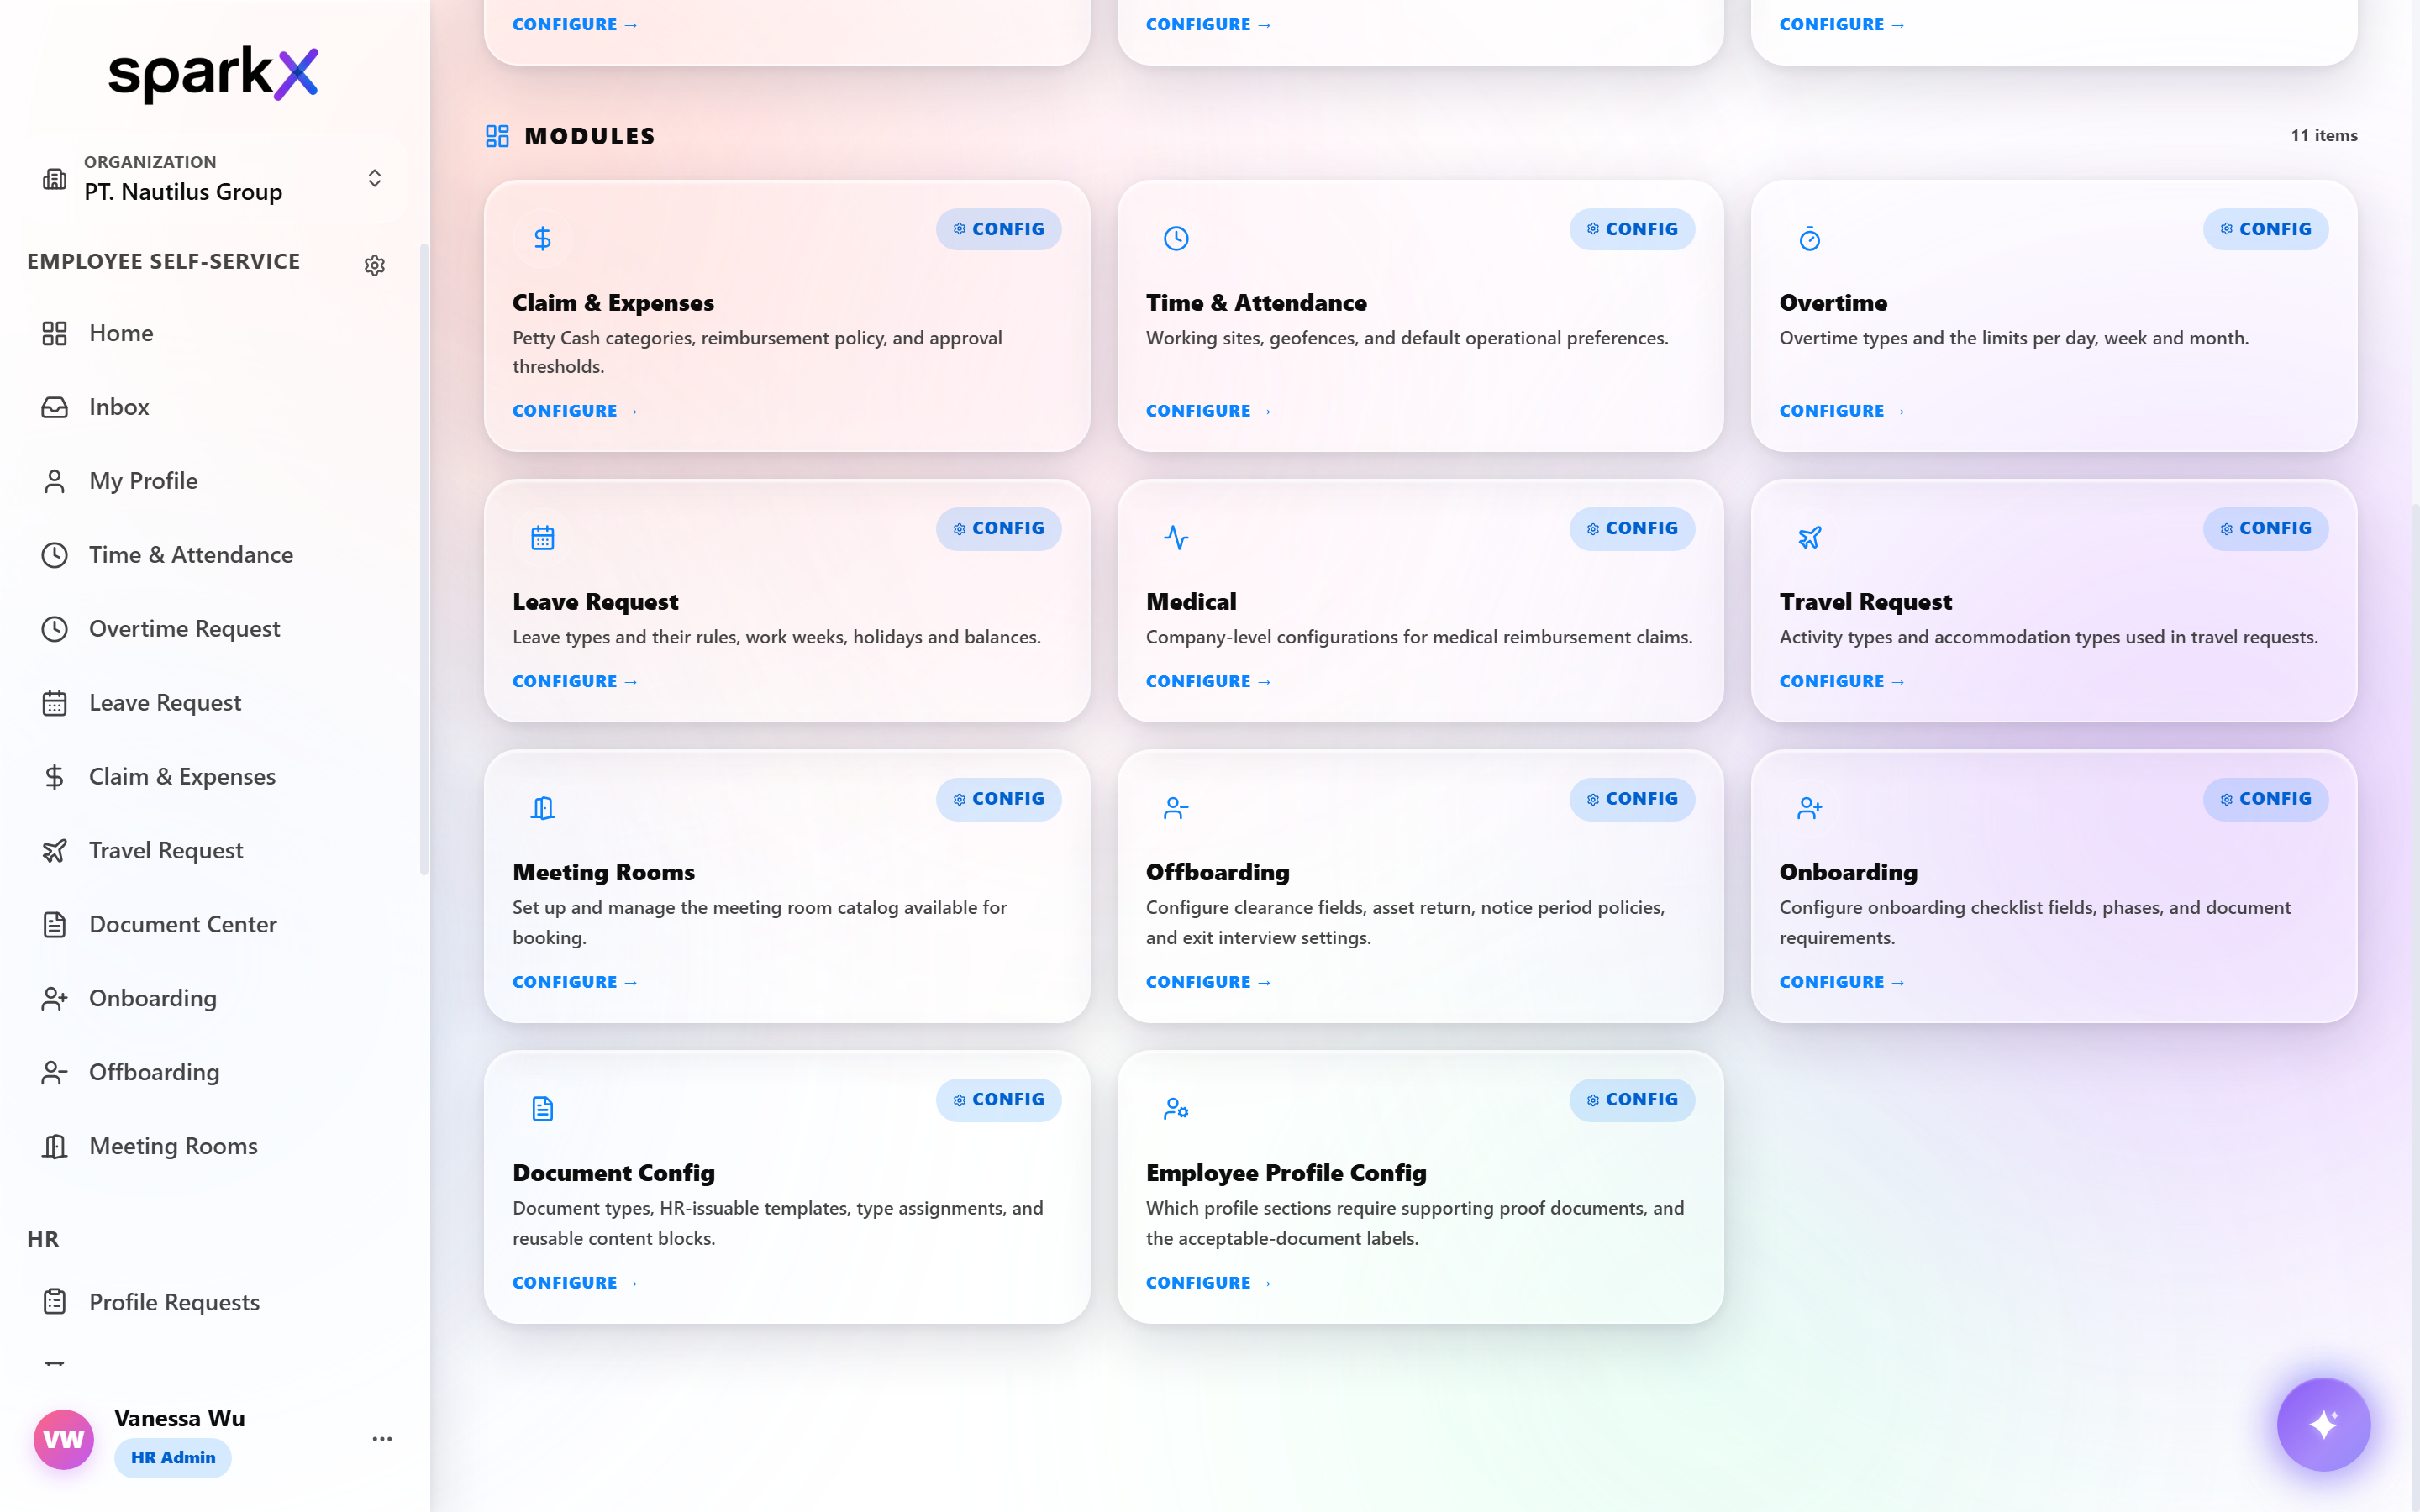 sparkX
ORGANIZATION
PT. Nautilus Group
EMPLOYEE SELF-SERVICE
Home
Inbox
My Profile
Time & Attendance
Overtime Request
Leave Request
Claim & Expenses
Travel Request
Document Center
Onboarding
Offboarding
Meeting Rooms
HR
Profile Requests
VW
Vanessa Wu
HR Admin
CONFIGURE →
CONFIGURE →
CONFIGURE →
MODULES
11 items
CONFIG
Claim & Expenses
Petty Cash categories, reimbursement policy, and approval
thresholds.
CONFIGURE →
CONFIG
Time & Attendance
Working sites, geofences, and default operational preferences.
CONFIGURE →
CONFIG
Overtime
Overtime types and the limits per day, week and month.
CONFIGURE →
CONFIG
Leave Request
Leave types and their rules, work weeks, holidays and balances.
CONFIGURE →
CONFIG
Medical
Company-level configurations for medical reimbursement claims.
CONFIGURE →
CONFIG
Travel Request
Activity types and accommodation types used in travel requests.
CONFIGURE →
CONFIG
Meeting Rooms
Set up and manage the meeting room catalog available for
booking.
CONFIGURE →
CONFIG
Offboarding
Configure clearance fields, asset return, notice period policies,
and exit interview settings.
CONFIGURE →
CONFIG
Onboarding
Configure onboarding checklist fields, phases, and document
requirements.
CONFIGURE →
CONFIG
Document Config
Document types, HR-issuable templates, type assignments, and
reusable content blocks.
CONFIGURE →
CONFIG
Employee Profile Config
Which profile sections require supporting proof documents, and
the acceptable-document labels.
CONFIGURE →